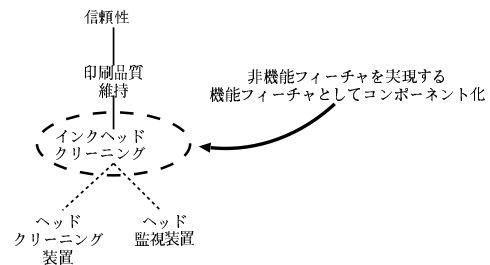 信頼性
印刷品質
維持
非機能フィーチャを実現する
機能フィーチャとしてコンポーネント化
インクヘッド
クリーニング
ヘッド
クリーニング
装置
ヘッド
監視装置